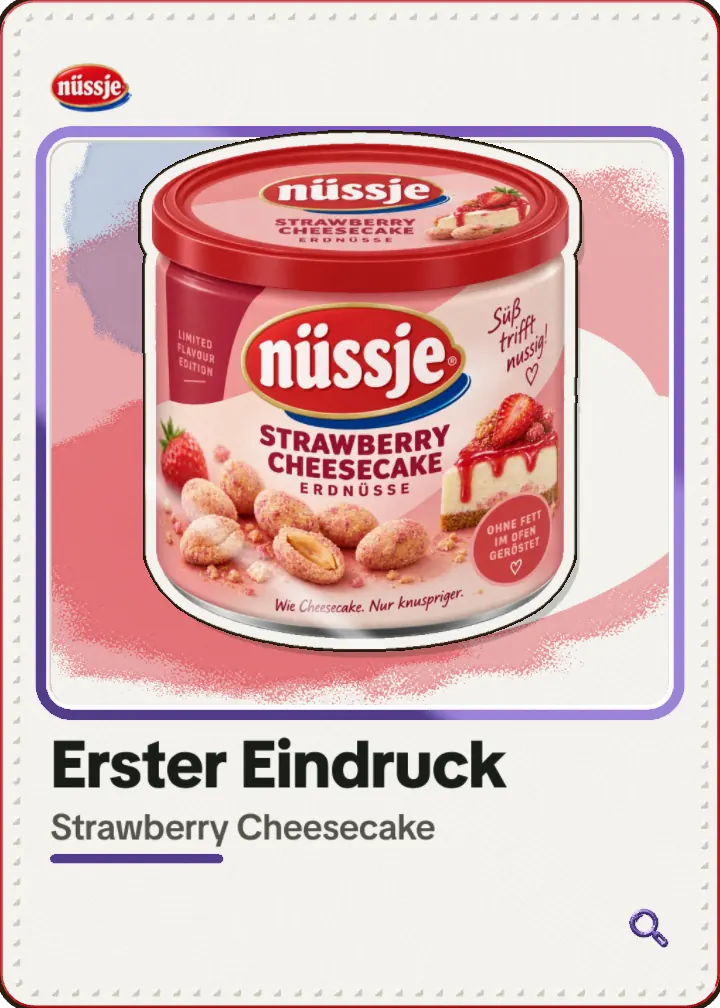 nüssje
nüssje
STRAWBERRY
CHEESECAKE
ERDNÜSSE
LIMITED
FLAVOUR
EDITION
Süß
trifft
nussig!
nüssje®
STRAWBERRY
CHEESECAKE
ERDNÜSSE
OHNE FETT
IM OFEN
GERÖSTET
Wie Cheesecake. Nur knuspriger.
Erster Eindruck
Strawberry Cheesecake